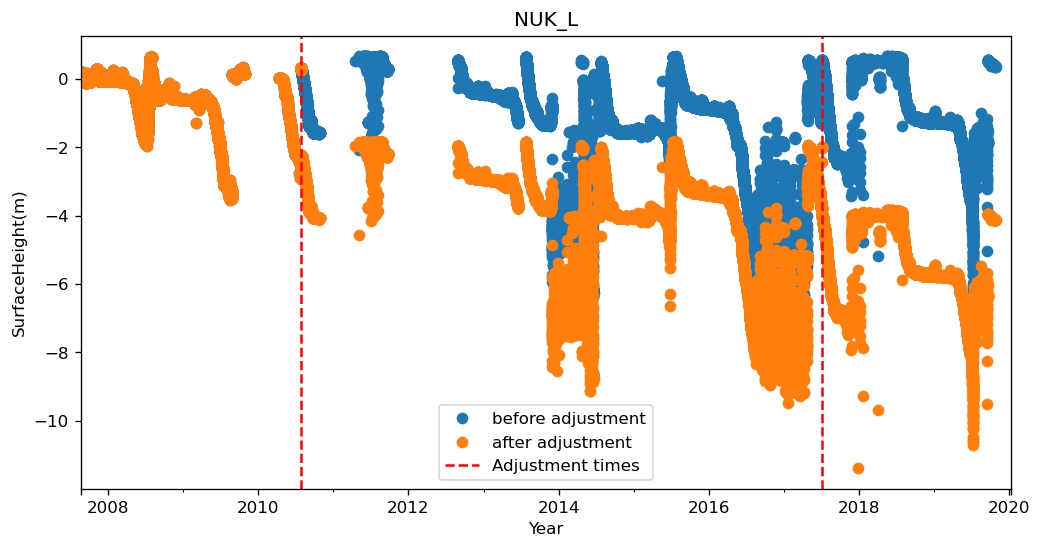 NUK_L
SurfaceHeight(m)
0
−2
−4
−6
−8
−10
before adjustment
after adjustment
Adjustment times
2008 2010 2012 2014 2016 2018 2020
Year